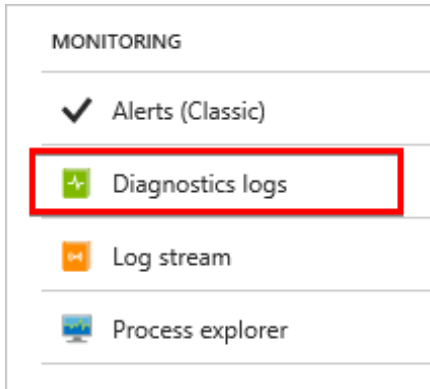 MONITORING
Alerts (Classic)
Diagnostics logs
Log stream
Process explorer